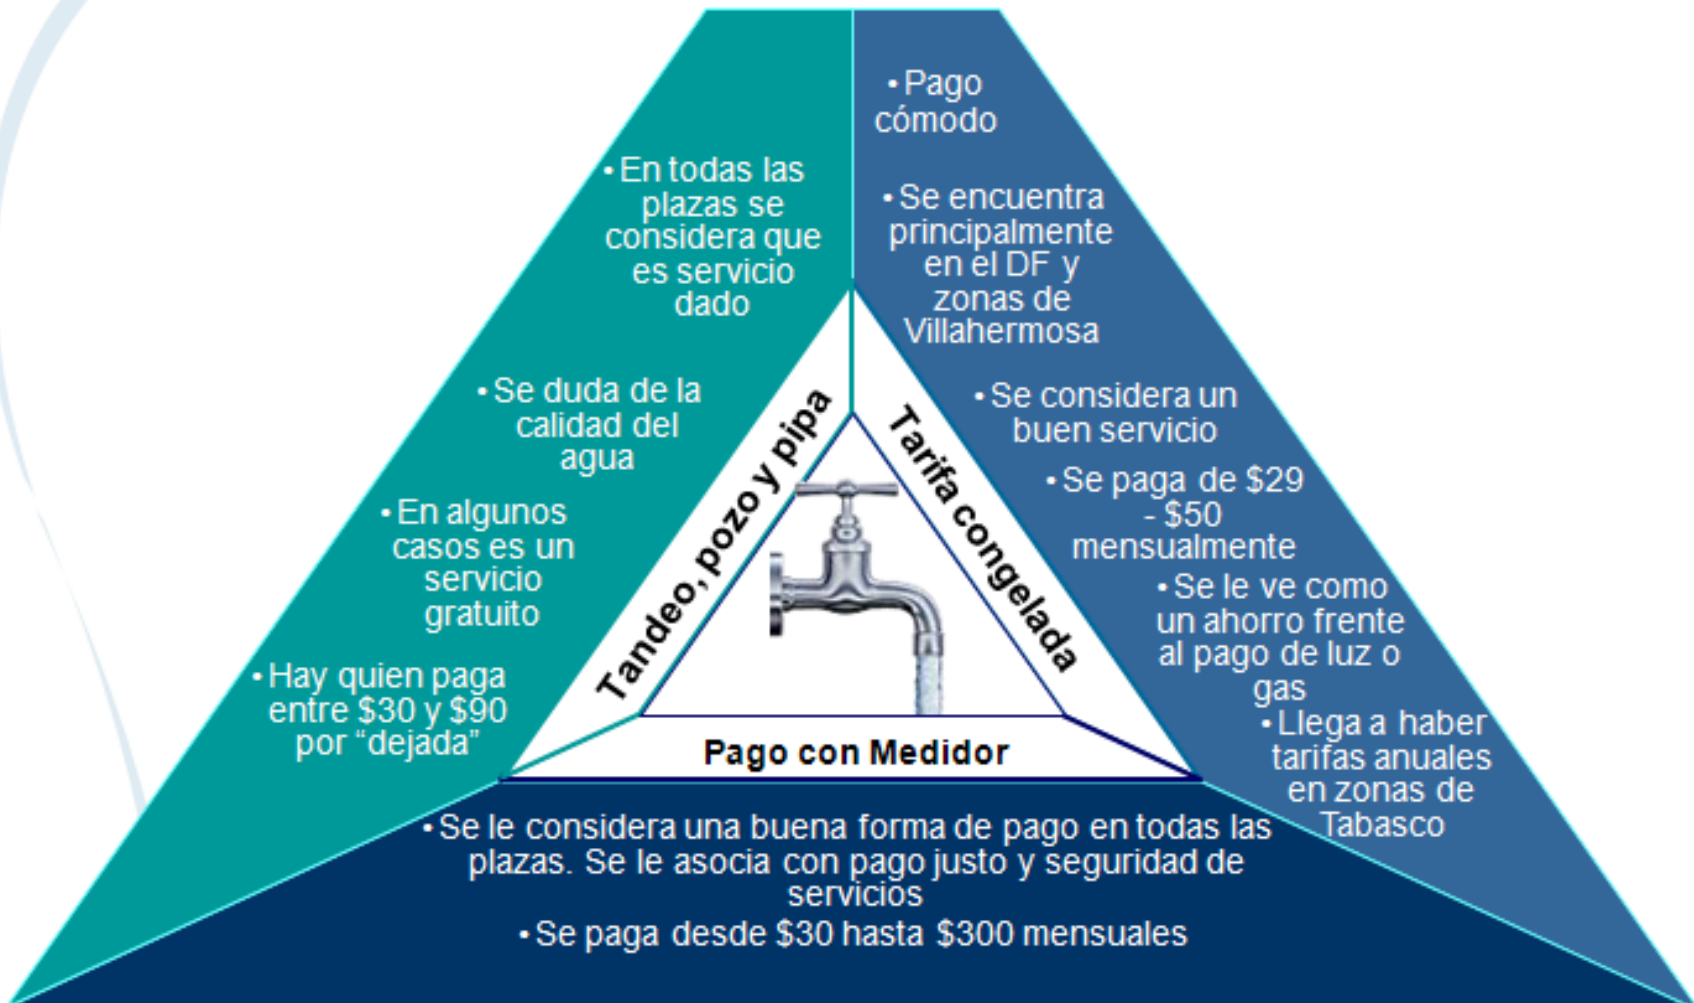 • En todas las
plazas se
considera que
es servicio
dado
• Se duda de la
calidad del
agua
• En algunos
casos es un
servicio
gratuito
• Hay quien paga
entre $30 y $90
por “dejada”
Tandeo, pozo y pipa
• Pago
cómodo
• Se encuentra
principalmente
en el DF y
zonas de
Villahermosa
• Se considera un
buen servicio
• Se paga de $29
- $50
mensualmente
• Se le ve como
un ahorro frente
al pago de luz o
gas
• Llega a haber
tarifas anuales
en zonas de
Tabasco
Tarifa congelada
Pago con Medidor
• Se le considera una buena forma de pago en todas las
plazas. Se le asocia con pago justo y seguridad de
servicios
• Se paga desde $30 hasta $300 mensuales